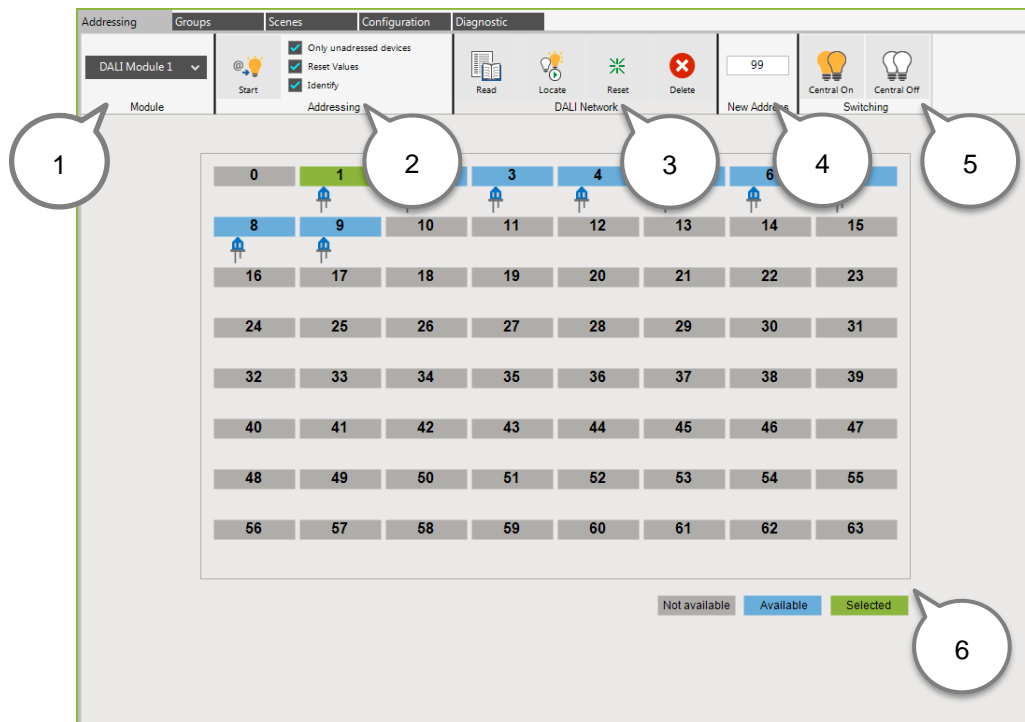 Addressing Groups Scenes Configuration Diagnostic
Only unadressed devices
DALI Module 1 Reset Values 99
Identify
Start Read Locate Reset Delete Central On Central Off
Module Addressing DALI Network New Address Switching
1 2 3 4 5
0 1 3 4 6
8 9 10 11 12 13 14 15
16 17 18 19 20 21 22 23
24 25 26 27 28 29 30 31
32 33 34 35 36 37 38 39
40 41 42 43 44 45 46 47
48 49 50 51 52 53 54 55
56 57 58 59 60 61 62 63
Not available Available Selected
6